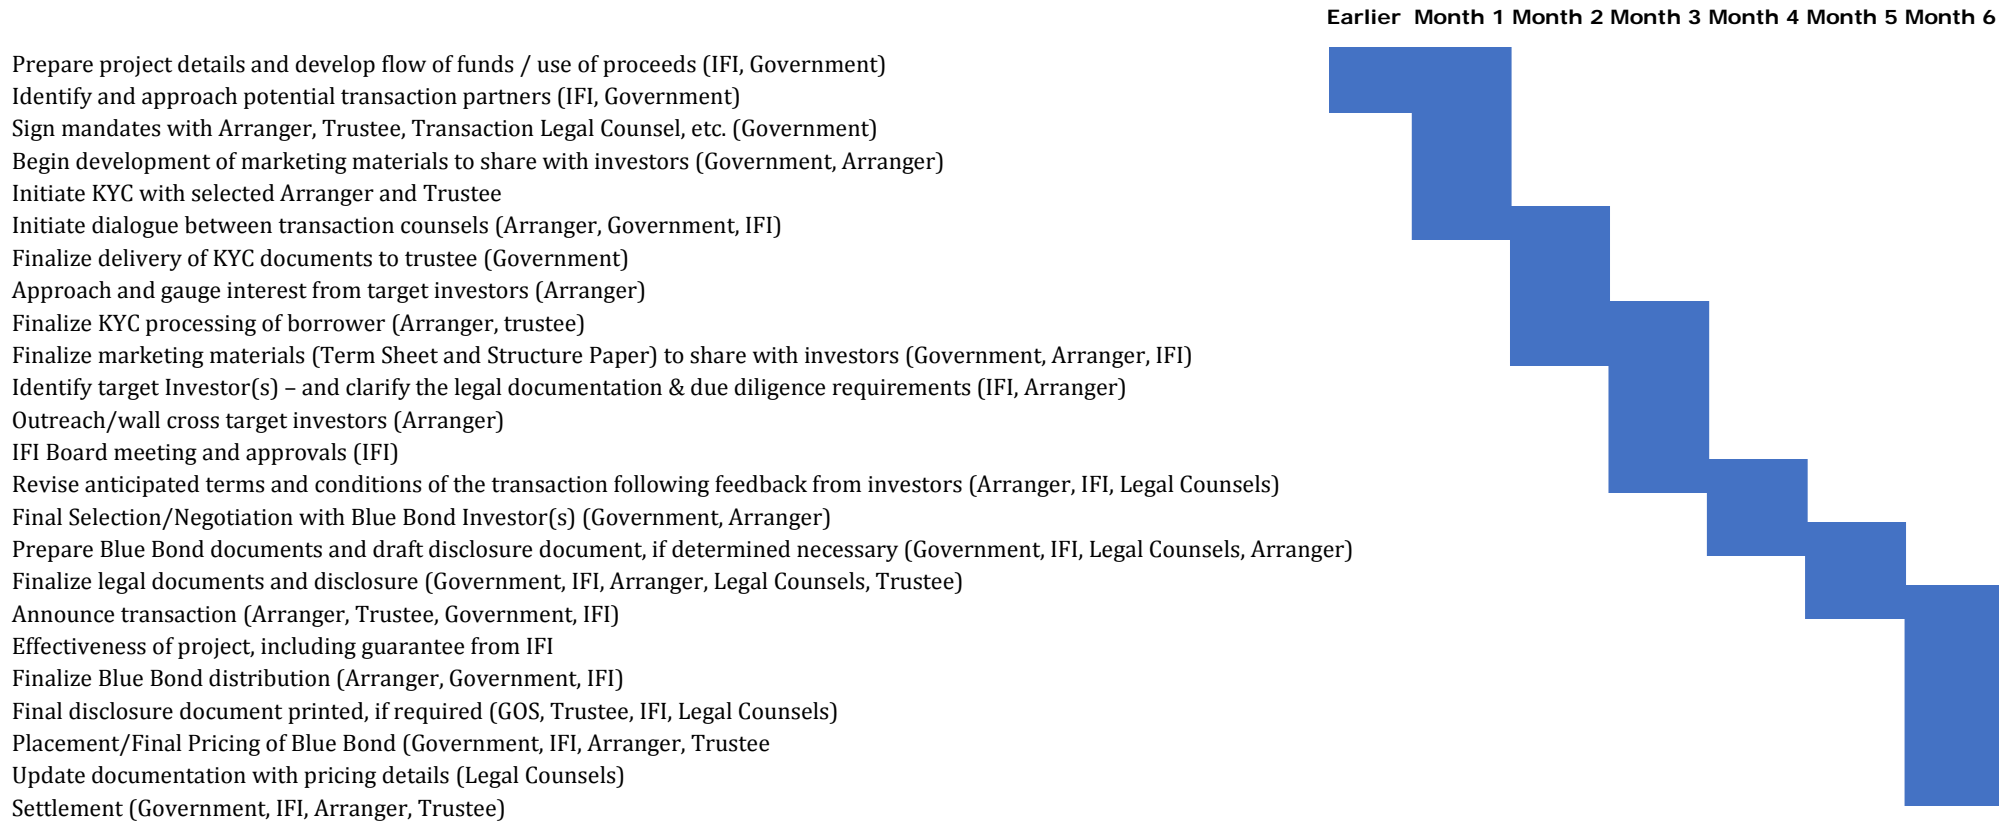 Earlier Month 1 Month 2 Month 3 Month 4 Month 5 Month 6
Prepare project details and develop flow of funds / use of proceeds (IFI, Government)
Identify and approach potential transaction partners (IFI, Government)
Sign mandates with Arranger, Trustee, Transaction Legal Counsel, etc. (Government)
Begin development of marketing materials to share with investors (Government, Arranger)
Initiate KYC with selected Arranger and Trustee
Initiate dialogue between transaction counsels (Arranger, Government, IFI)
Finalize delivery of KYC documents to trustee (Government)
Approach and gauge interest from target investors (Arranger)
Finalize KYC processing of borrower (Arranger, trustee)
Finalize marketing materials (Term Sheet and Structure Paper) to share with investors (Government, Arranger, IFI)
Identify target Investor(s) – and clarify the legal documentation & due diligence requirements (IFI, Arranger)
Outreach/wall cross target investors (Arranger)
IFI Board meeting and approvals (IFI)
Revise anticipated terms and conditions of the transaction following feedback from investors (Arranger, IFI, Legal Counsels)
Final Selection/Negotiation with Blue Bond Investor(s) (Government, Arranger)
Prepare Blue Bond documents and draft disclosure document, if determined necessary (Government, IFI, Legal Counsels, Arranger)
Finalize legal documents and disclosure (Government, IFI, Arranger, Legal Counsels, Trustee)
Announce transaction (Arranger, Trustee, Government, IFI)
Effectiveness of project, including guarantee from IFI
Finalize Blue Bond distribution (Arranger, Government, IFI)
Final disclosure document printed, if required (GOS, Trustee, IFI, Legal Counsels)
Placement/Final Pricing of Blue Bond (Government, IFI, Arranger, Trustee
Update documentation with pricing details (Legal Counsels)
Settlement (Government, IFI, Arranger, Trustee)